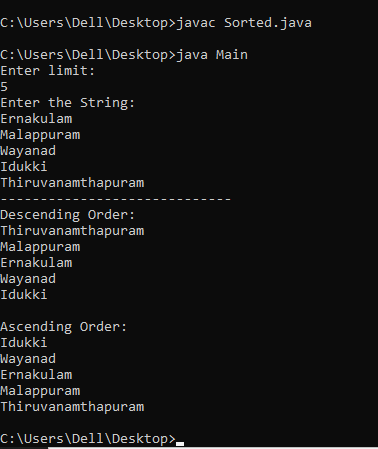 C:\Users\Dell\Desktop>javac Sorted.java
C:\Users\Dell\Desktop>java Main
Enter limit:
5
Enter the String:
Ernakulam
Malappuram
Wayanad
Idukki
Thiruvanamthapuram
-----------------------------
Descending Order:
Thiruvanamthapuram
Malappuram
Ernakulam
Wayanad
Idukki
Ascending Order:
Idukki
Wayanad
Ernakulam
Malappuram
Thiruvanamthapuram
C:\Users\Dell\Desktop>